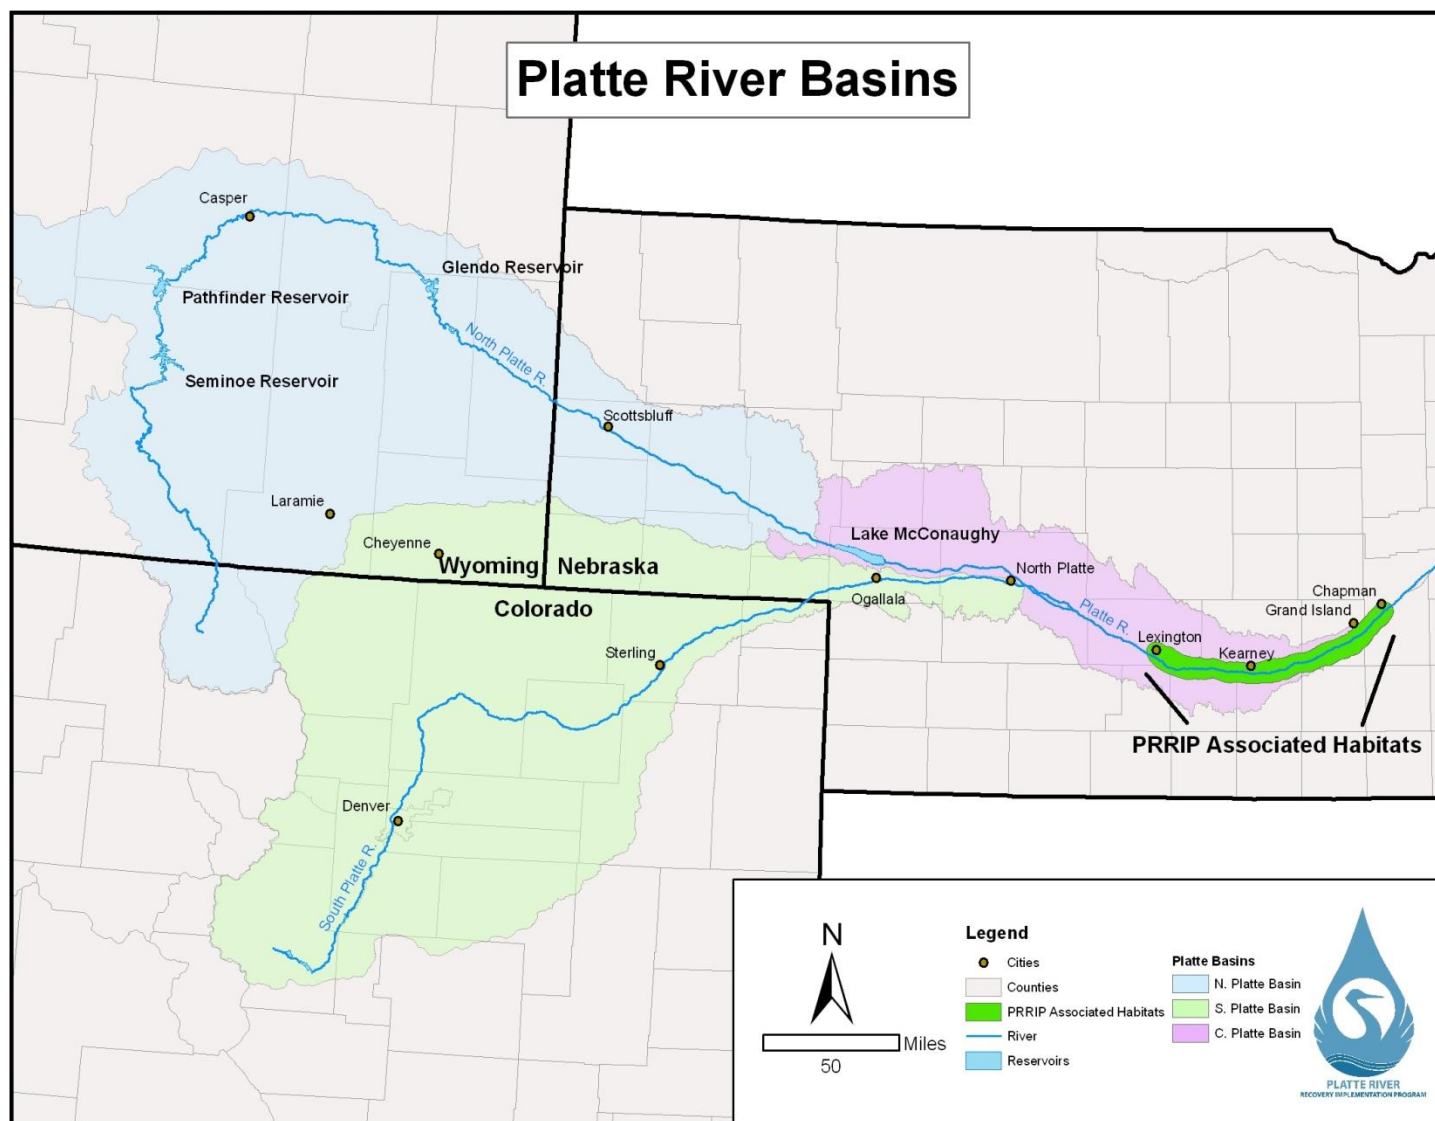 Platte River Basins
Casper
Glendo Reservoir
Pathfinder Reservoir
North Platte R.
Seminoe Reservoir
Scottsbluff
Laramie
Lake McConaughy
Cheyenne
Wyoming
Nebraska
North Platte
Ogallala
Chapman
Grand Island
Colorado
Platte R.
Lexington
Kearney
Sterling
PRRIP Associated Habitats
Denver
South Platte R.
N
Miles
50
Legend
Cities
Counties
PRRIP Associated Habitats
River
Reservoirs
Platte Basins
N. Platte Basin
S. Platte Basin
C. Platte Basin
PLATTE RIVER
RECOVERY IMPLEMENTATION PROGRAM